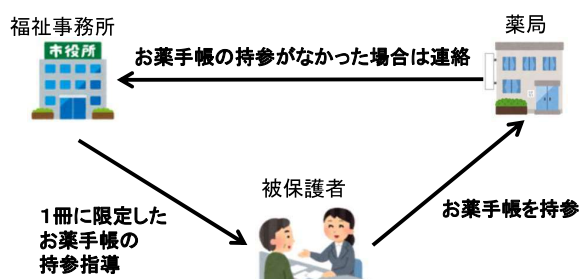 福祉事務所
市役所
薬局
お薬手帳の持参がなかった場合は連絡
被保護者
1冊に限定した
お薬手帳の
持参指導
お薬手帳を持参